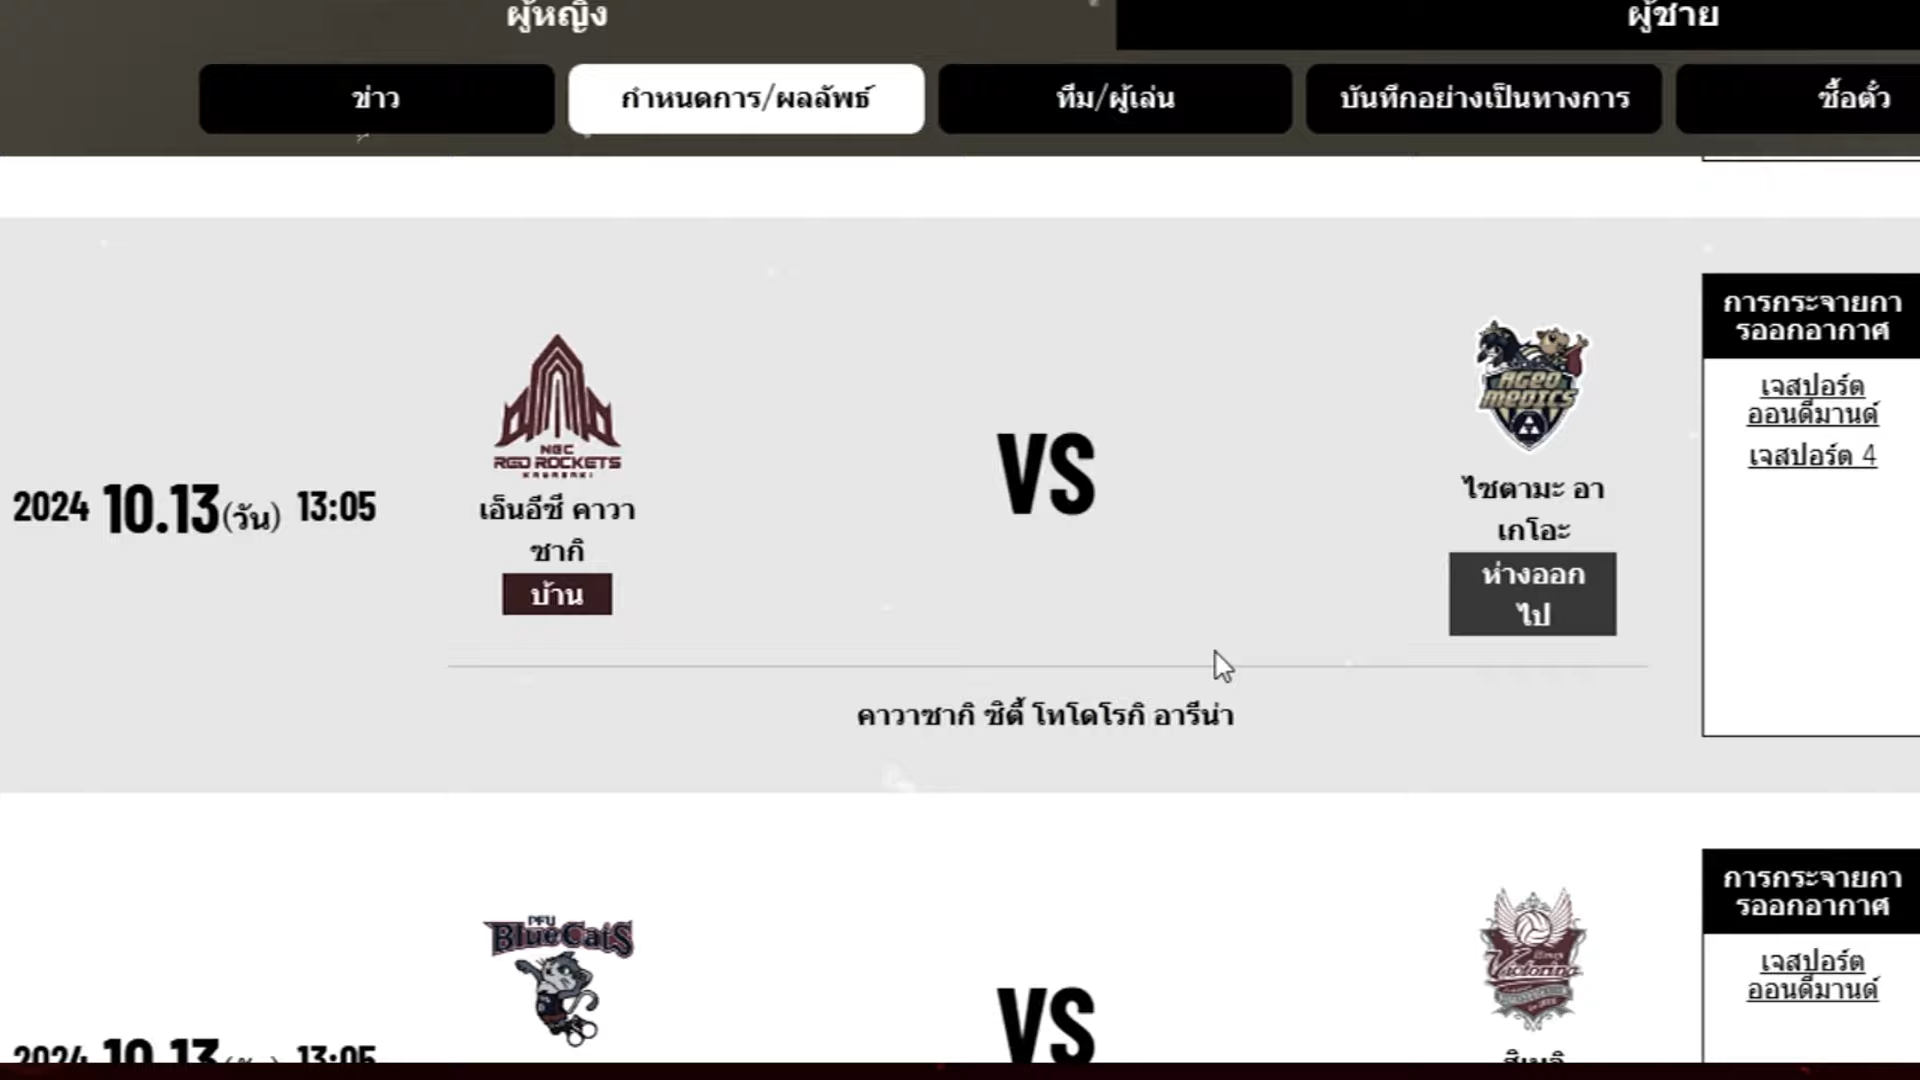 ผู้หญิง
ผู้ชาย
ข่าว
กำหนดการ/ผลลัพธ์
ทีม/ผู้เล่น
บันทึกอย่างเป็นทางการ
ซื้อตั๋ว
การกระจายกา
รออกอากาศ
เจสปอร์ต
ออนดีมานด์
เจสปอร์ต 4
2024 10.13(วัน) 13:05
NEC
RED ROCKETS
KAWASAKI
เอ็นอีซี คาวา
ซากิ
บ้าน
VS
AGEO
MEDICS
ไซตามะ อา
เกโอะ
ห่างออก
ไป
คาวาซากิ ซิตี้ โทโดโรกิ อารีน่า
การกระจายกา
รออกอากาศ
เจสปอร์ต
ออนดีมานด์
2024 10.13 13:05
PFU
BlueCats
VS
Victorina